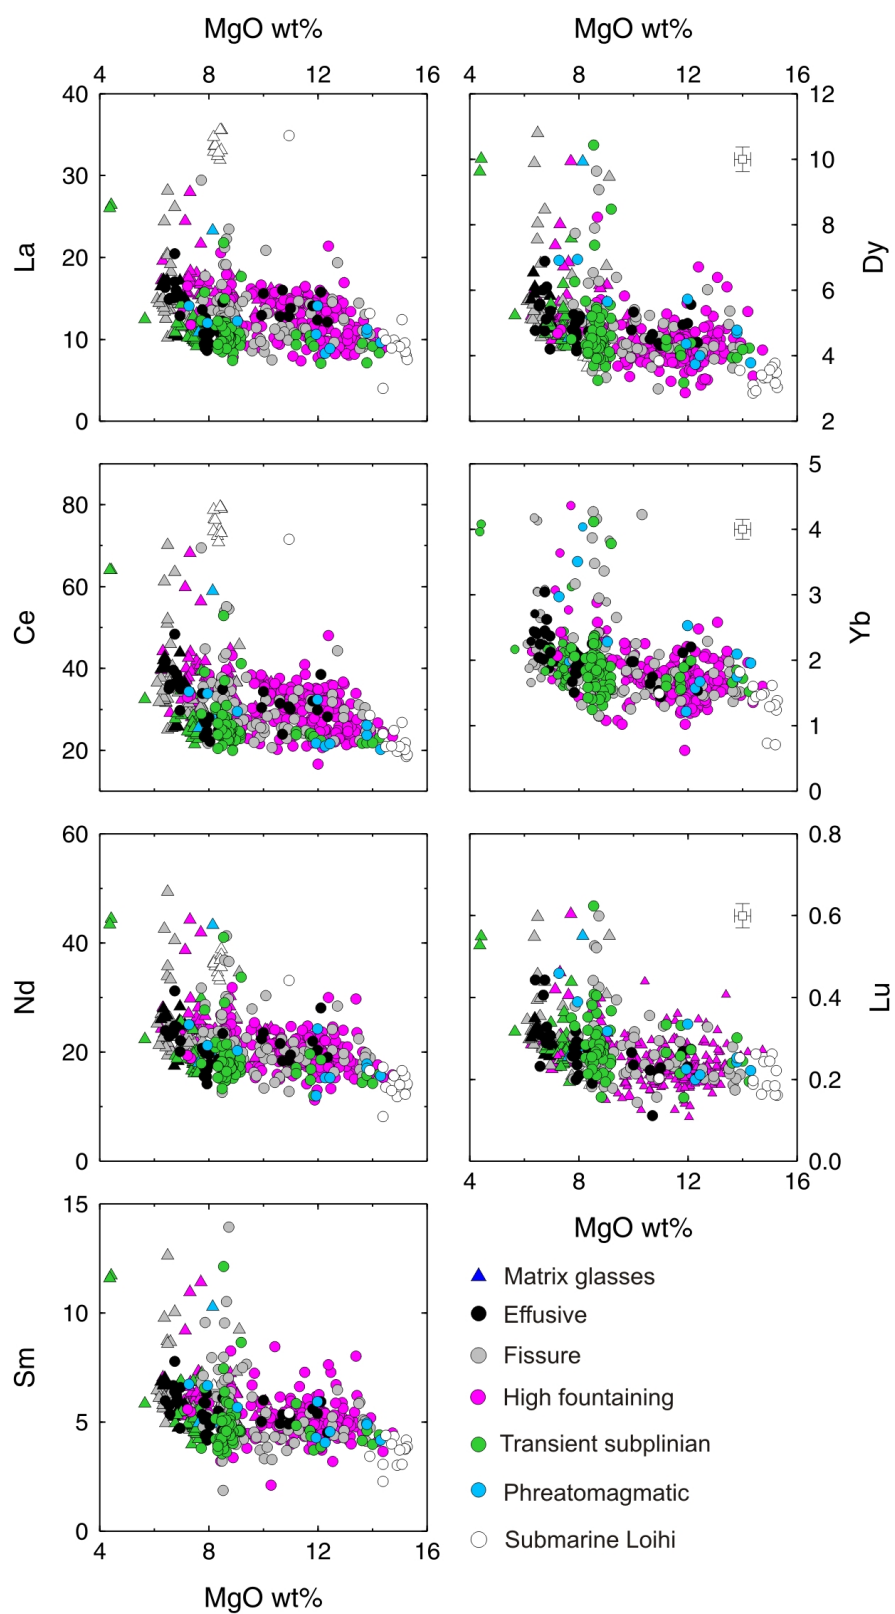 MgO wt% MgO wt%
4 8 12 16 4 8 12 16
40 30 20 10 0
La
12 10 8 6 4 2
Dy
80 60 40 20
Ce
5 4 3 2 1 0
Yb
60 40 20 0
Nd
0.8 0.6 0.4 0.2 0.0
Lu
4 8 12 16
MgO wt%
15 10 5 0
Sm
4 8 12 16
MgO wt%
Matrix glasses
Effusive
Fissure
High fountaining
Transient subplinian
Phreatomagmatic
Submarine Loihi